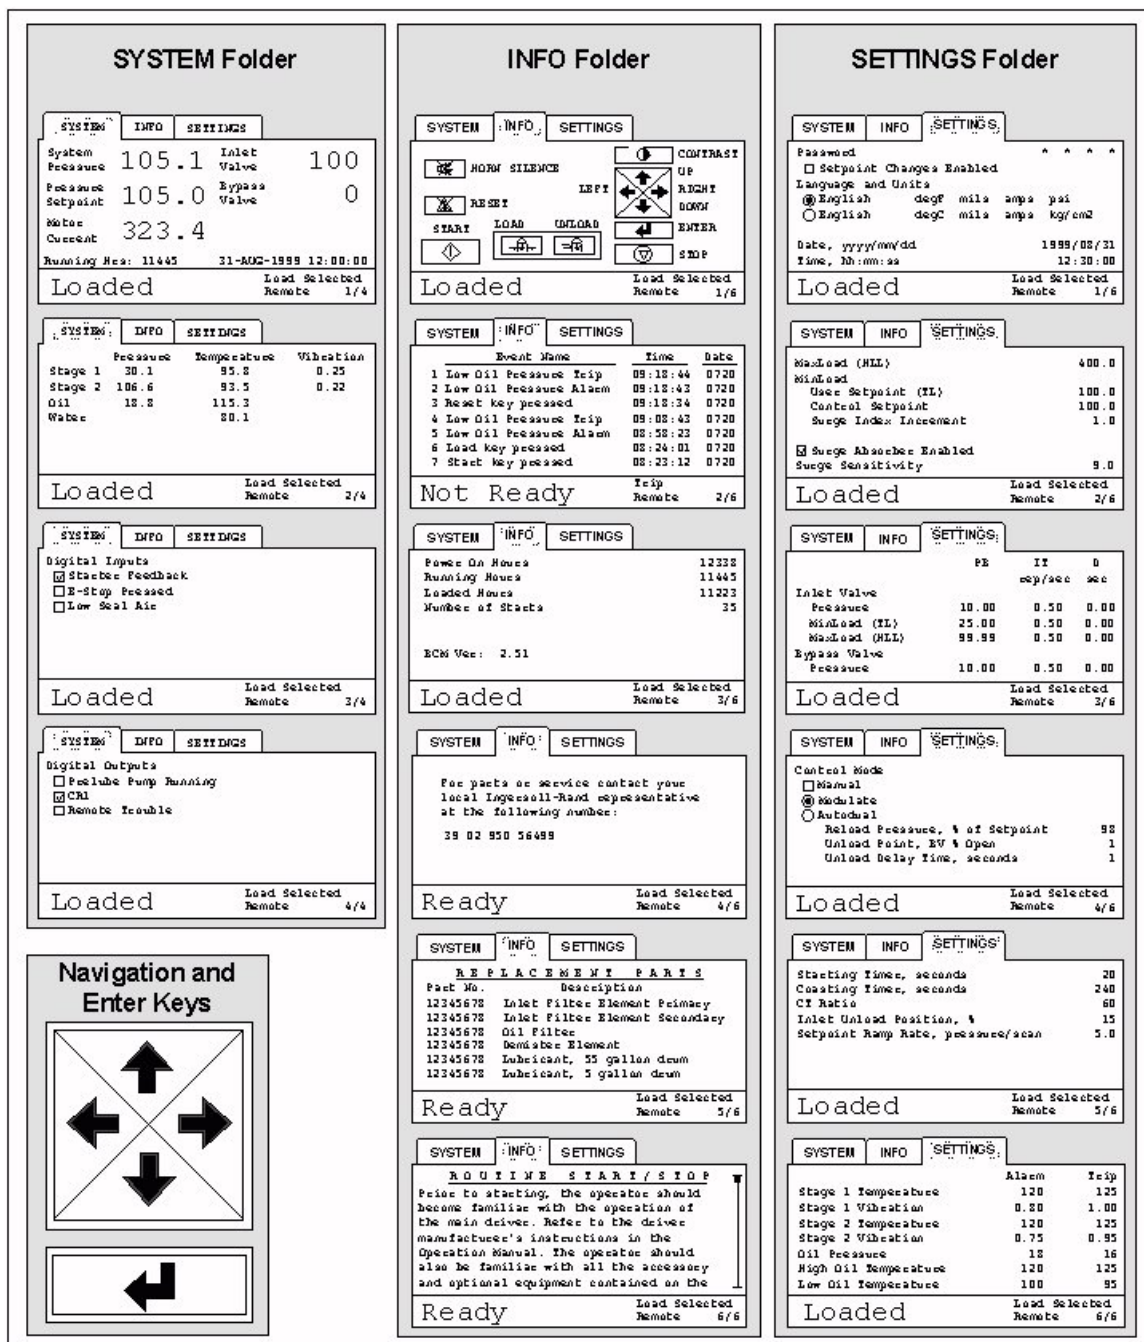 SYSTEM Folder
SYSTEM INFO SETTINGS
System Pressure 105.1 Inlet Valve 100
Pressure Setpoint 105.0 Bypass Valve 0
Motor Current 323.4
Running Hrs: 11445 31-AUG-1999 12:00:00
Loaded Load Selected
Remote 1/4
SYSTEM INFO SETTINGS
Pressure Temperature Vibration
Stage 1 30.1 95.8 0.25
Stage 2 106.6 93.5 0.22
Oil 18.8 115.3
Water 80.1
Loaded Load Selected
Remote 2/4
SYSTEM INFO SETTINGS
Digital Inputs
Starter Feedback
E-Stop Pressed
Low Seal Air
Loaded Load Selected
Remote 3/4
SYSTEM INFO SETTINGS
Digital Outputs
Prelube Pump Running
CR1
Remote Trouble
Loaded Load Selected
Remote 4/4
Navigation and
Enter Keys
INFO Folder
SYSTEM INFO SETTINGS
HORN SILENCE
RESET
START LOAD UNLOAD
CONTRAST
UP
LEFT RIGHT
DOWN
ENTER
STOP
Loaded Load Selected
Remote 1/6
SYSTEM INFO SETTINGS
Event Name Time Date
1 Low Oil Pressure Trip 09:18:44 0720
2 Low Oil Pressure Alarm 09:18:43 0720
3 Reset key pressed 09:18:34 0720
4 Low Oil Pressure Trip 09:08:43 0720
5 Low Oil Pressure Alarm 08:58:23 0720
6 Load key pressed 08:24:01 0720
7 Start key pressed 08:23:12 0720
Not Ready Trip
Remote 2/6
SYSTEM INFO SETTINGS
Power On Hours 12338
Running Hours 11445
Loaded Hours 11223
Number of Starts 35
BCM Ver: 2.51
Loaded Load Selected
Remote 3/6
SYSTEM INFO SETTINGS
For parts or service contact your
local Ingersoll-Rand representative
at the following number:
39 02 950 56499
Ready Load Selected
Remote 4/6
SYSTEM INFO SETTINGS
REPLACEMENT PARTS
Part No. Description
12345678 Inlet Filter Element Primary
12345678 Inlet Filter Element Secondary
12345678 Oil Filter
12345678 Demister Element
12345678 Lubricant, 55 gallon drum
12345678 Lubricant, 5 gallon drum
Ready Load Selected
Remote 5/6
SYSTEM INFO SETTINGS
ROUTINE START/STOP
Prior to starting, the operator should
become familiar with the operation of
the main driver. Refer to the driver
manufacturer's instructions in the
Operation Manual. The operator should
also be familiar with all the accessory
and optional equipment contained on the
Ready Load Selected
Remote 6/6
SETTINGS Folder
SYSTEM INFO SETTINGS
Password * * * *
Setpoint Changes Enabled
Language and Units
English degF mils amps psi
English degC mils amps kg/cm2
Date, yyyy/mm/dd 1999/08/31
Time, hh:mm:ss 12:30:00
Loaded Load Selected
Remote 1/6
SYSTEM INFO SETTINGS
MaxLoad (HLL) 400.0
MinLoad
User Setpoint (TL) 100.0
Control Setpoint 100.0
Surge Index Increment 1.0
Surge Absorber Enabled
Surge Sensitivity 9.0
Loaded Load Selected
Remote 2/6
SYSTEM INFO SETTINGS
PB IT D
rep/sec sec
Inlet Valve
Pressure 10.00 0.50 0.00
MinLoad (TL) 25.00 0.50 0.00
MaxLoad (HLL) 99.99 0.50 0.00
Bypass Valve
Pressure 10.00 0.50 0.00
Loaded Load Selected
Remote 3/6
SYSTEM INFO SETTINGS
Control Mode
Manual
Modulate
Autodual
Reload Pressure, % of Setpoint 98
Unload Point, BV % Open 1
Unload Delay Time, seconds 1
Loaded Load Selected
Remote 4/6
SYSTEM INFO SETTINGS
Starting Timer, seconds 20
Coasting Timer, seconds 240
CT Ratio 60
Inlet Unload Position, % 15
Setpoint Ramp Rate, pressure/scan 5.0
Loaded Load Selected
Remote 5/6
SYSTEM INFO SETTINGS
Alarm Trip
Stage 1 Temperature 120 125
Stage 1 Vibration 0.80 1.00
Stage 2 Temperature 120 125
Stage 2 Vibration 0.75 0.95
Oil Pressure 18 16
High Oil Temperature 120 125
Low Oil Temperature 100 95
Loaded Load Selected
Remote 6/6